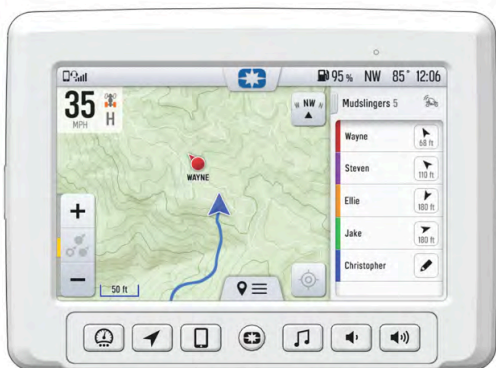 95 % NW 85° 12:06
35
MPH
H
W NW N
Mudslingers 5
Wayne
68 ft
Steven
110 ft
Ellie
180 ft
Jake
180 ft
Christopher
WAYNE
+
−
50 ft